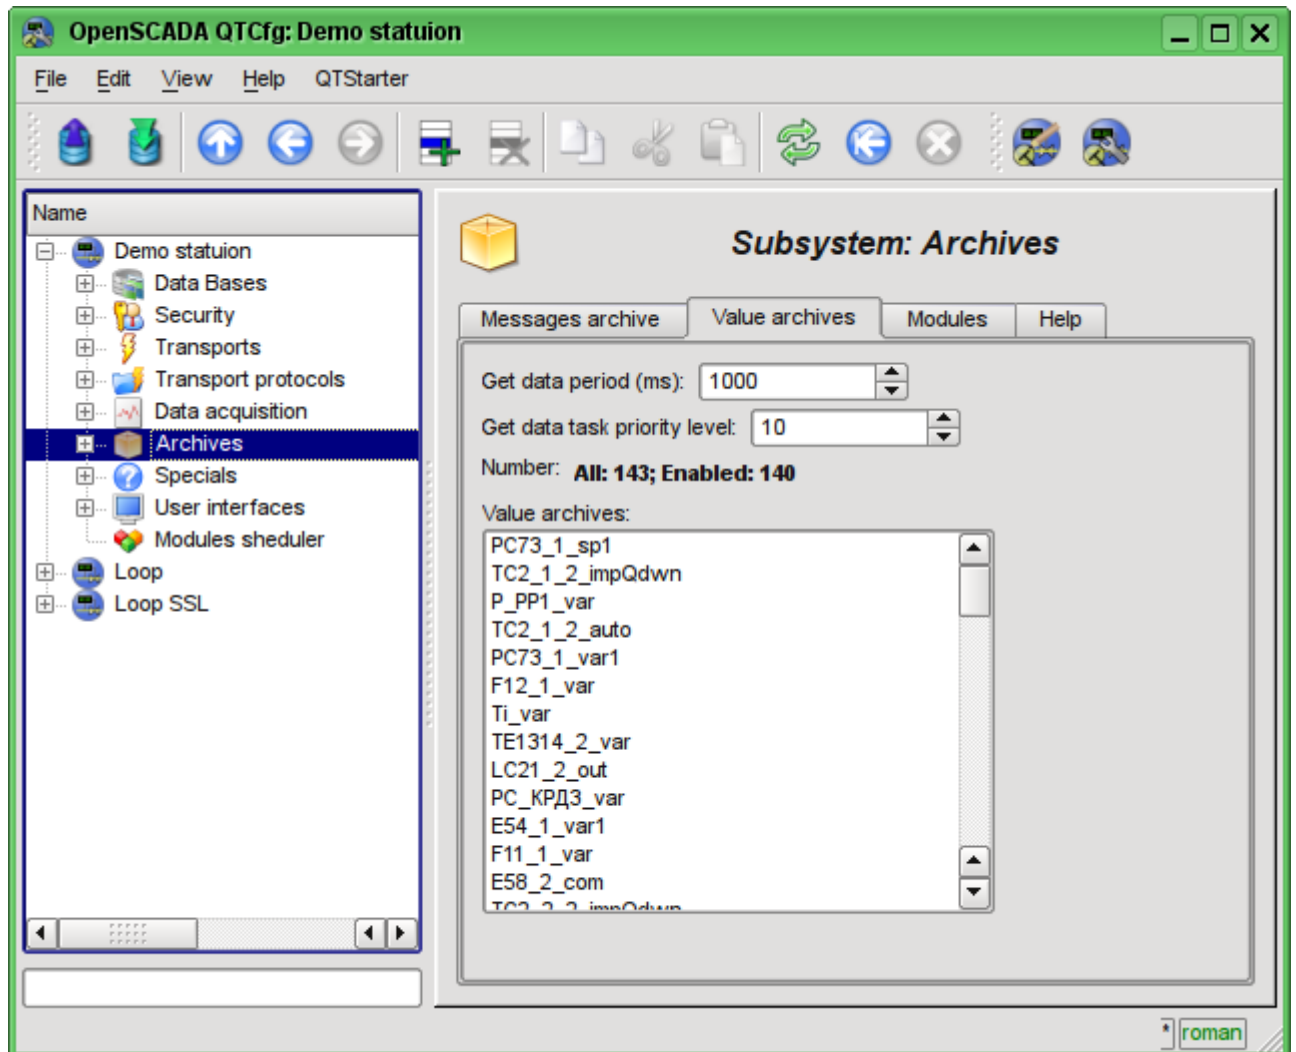 OpenSCADA QTCfg: Demo statuion
File Edit View Help QTStarter
Name
Demo statuion
Data Bases
Security
Transports
Transport protocols
Data acquisition
Archives
Specials
User interfaces
Modules sheduler
Loop
Loop SSL
Subsystem: Archives
Messages archive Value archives Modules Help
Get data period (ms): 1000
Get data task priority level: 10
Number: All: 143; Enabled: 140
Value archives:
PC73_1_sp1
TC2_1_2_impQdwn
P_PP1_var
TC2_1_2_auto
PC73_1_var1
F12_1_var
Ti_var
TE1314_2_var
LC21_2_out
PC_КРД3_var
E54_1_var1
F11_1_var
E58_2_com
TC2_2_2_impQdwn
* roman